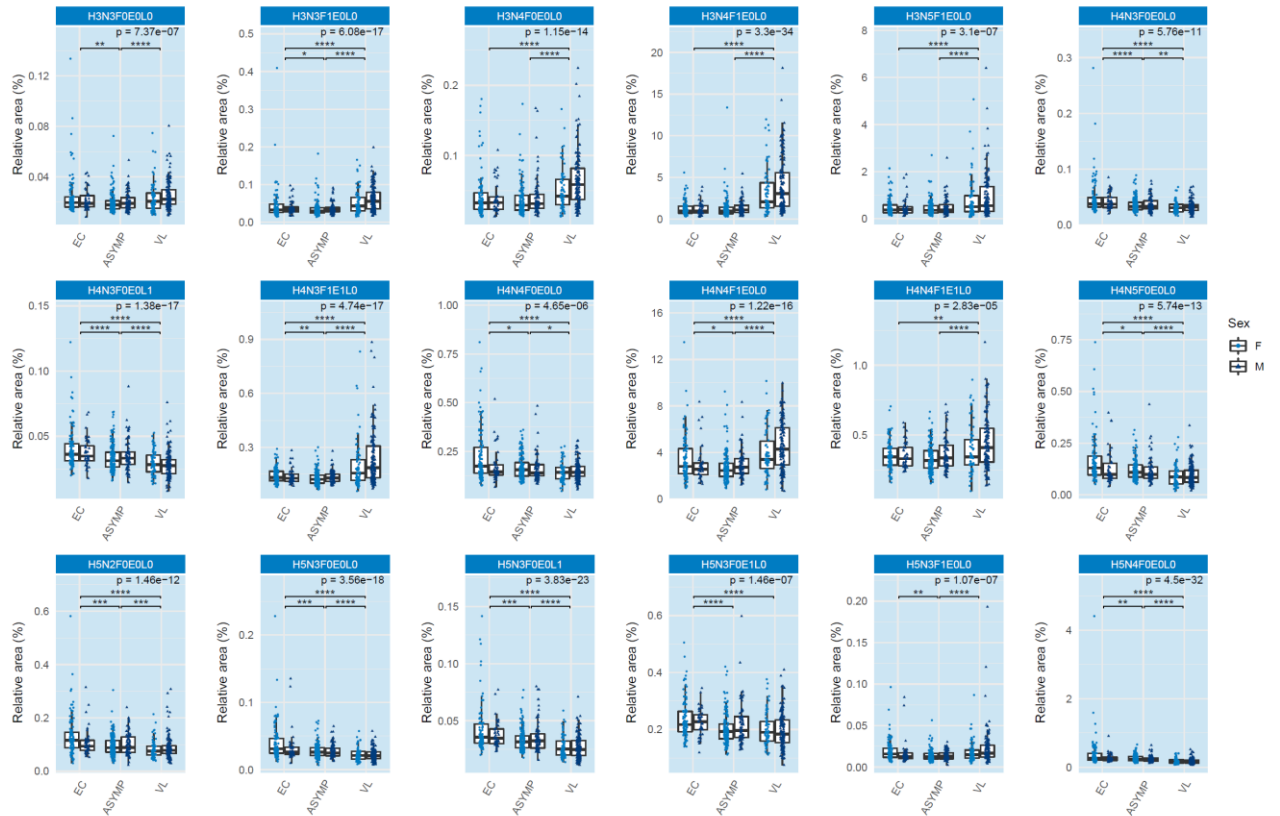 H3N3F0E0L0 H3N3F1E0L0 H3N4F0E0L0 H3N4F1E0L0 H3N5F1E0L0 H4N3F0E0L0
p = 7.37e−07 p = 6.08e−17 p = 1.15e−14 p = 3.3e−34 p = 3.1e−07 p = 5.76e−11
**** **** **** **** ****
** **** * **** **** **** **** **** **
Relative area (%) Relative area (%) Relative area (%) Relative area (%) Relative area (%) Relative area (%)
0.12 0.08 0.04
0.5 0.4 0.3 0.2 0.1 0.0
0.2 0.1
20 15 10 5 0
8 6 4 2 0
0.3 0.2 0.1 0.0
EC ASYMP VL EC ASYMP VL EC ASYMP VL EC ASYMP VL EC ASYMP VL EC ASYMP VL
H4N3F0E0L1 H4N3F1E1L0 H4N4F0E0L0 H4N4F1E0L0 H4N4F1E1L0 H4N5F0E0L0
p = 1.38e−17 p = 4.74e−17 p = 4.65e−06 p = 1.22e−16 p = 2.83e−05 p = 5.74e−13
**** **** **** **** ** ****
**** **** ** **** * * * **** **** * ****
Relative area (%) Relative area (%) Relative area (%) Relative area (%) Relative area (%) Relative area (%)
0.15 0.10 0.05
0.9 0.6 0.3
1.00 0.75 0.50 0.25 0.00
16 12 8 4 0
1.0 0.5
0.75 0.50 0.25 0.00
EC ASYMP VL EC ASYMP VL EC ASYMP VL EC ASYMP VL EC ASYMP VL EC ASYMP VL
Sex
F
M
H5N2F0E0L0 H5N3F0E0L0 H5N3F0E0L1 H5N3F0E1L0 H5N3F1E0L0 H5N4F0E0L0
p = 1.46e−12 p = 3.56e−18 p = 3.83e−23 p = 1.46e−07 p = 1.07e−07 p = 4.5e−32
**** **** **** **** ****
*** *** *** **** *** **** **** ** **** ** ****
Relative area (%) Relative area (%) Relative area (%) Relative area (%) Relative area (%) Relative area (%)
0.6 0.4 0.2 0.0
0.2 0.1 0.0
0.15 0.10 0.05
0.6 0.4 0.2
0.20 0.15 0.10 0.05 0.00
4 2 0
EC ASYMP VL EC ASYMP VL EC ASYMP VL EC ASYMP VL EC ASYMP VL EC ASYMP VL